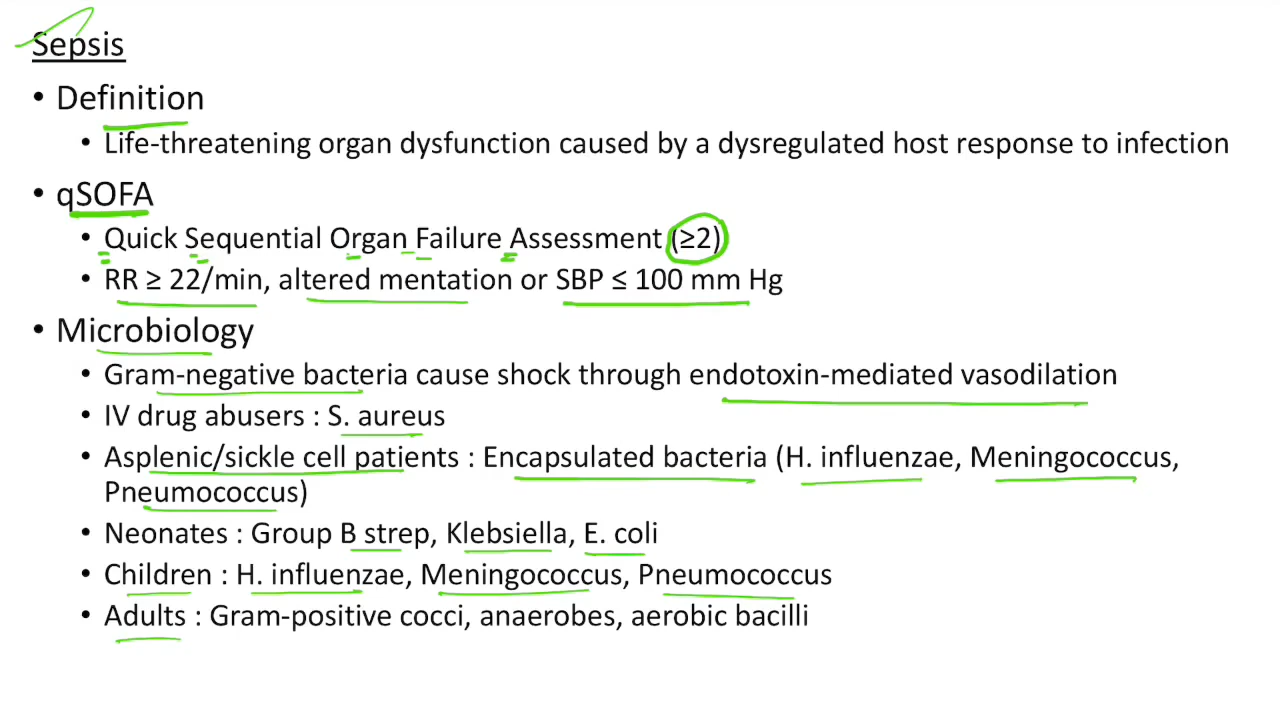 Sepsis
• Definition
• Life-threatening organ dysfunction caused by a dysregulated host response to infection
• qSOFA
• Quick Sequential Organ Failure Assessment (≥2)
• RR ≥ 22/min, altered mentation or SBP ≤ 100 mm Hg
• Microbiology
• Gram-negative bacteria cause shock through endotoxin-mediated vasodilation
• IV drug abusers : S. aureus
• Asplenic/sickle cell patients : Encapsulated bacteria (H. influenzae, Meningococcus,
Pneumococcus)
• Neonates : Group B strep, Klebsiella, E. coli
• Children : H. influenzae, Meningococcus, Pneumococcus
• Adults : Gram-positive cocci, anaerobes, aerobic bacilli